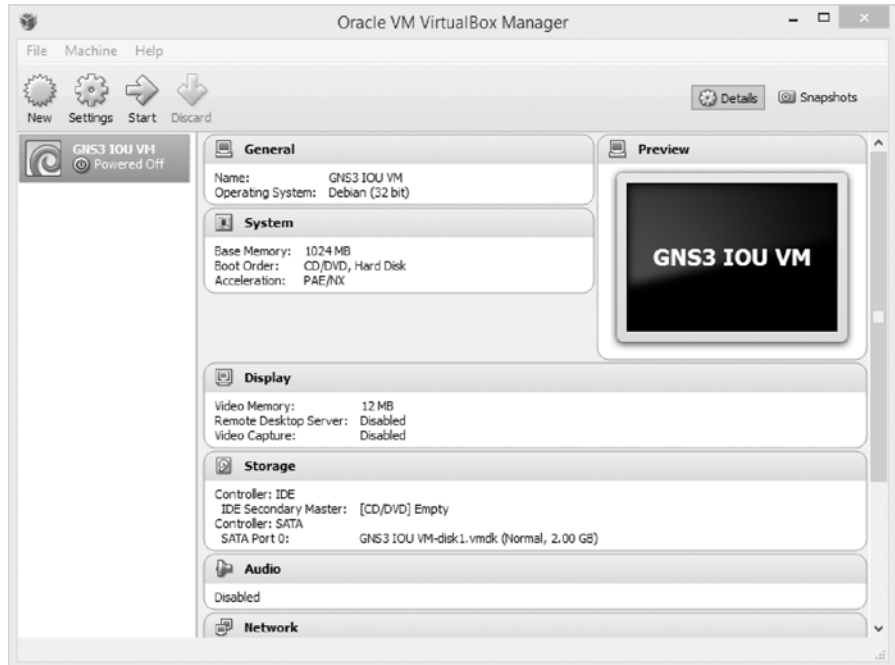 Oracle VM VirtualBox Manager
File Machine Help
New Settings Start Discard
Details Snapshots
GNS3 IOU VM
Powered Off
General
Name: GNS3 IOU VM
Operating System: Debian (32 bit)
System
Base Memory: 1024 MB
Boot Order: CD/DVD, Hard Disk
Acceleration: PAE/NX
Preview
GNS3 IOU VM
Display
Video Memory: 12 MB
Remote Desktop Server: Disabled
Video Capture: Disabled
Storage
Controller: IDE
IDE Secondary Master: [CD/DVD] Empty
Controller: SATA
SATA Port 0: GNS3 IOU VM-disk1.vmdk (Normal, 2.00 GB)
Audio
Disabled
Network